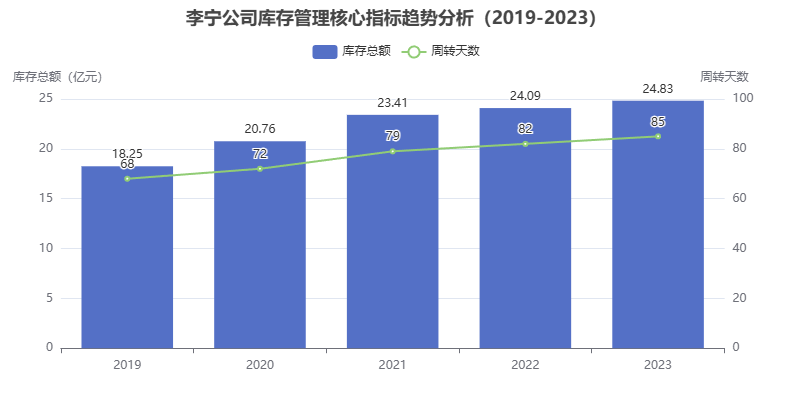 李宁公司库存管理核心指标趋势分析（2019-2023）
库存总额 周转天数
库存总额（亿元） 周转天数
25 20 15 10 5 0
100 80 60 40 20 0
18.25 20.76 23.41 24.09 24.83
68 72 79 82 85
2019 2020 2021 2022 2023